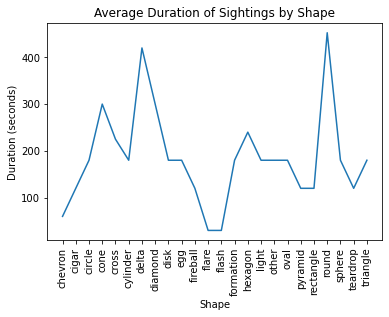 Average Duration of Sightings by Shape
Duration (seconds)
400
300
200
100
chevron
cigar
circle
cone
cross
cylinder
delta
diamond
disk
egg
fireball
flare
flash
formation
hexagon
light
other
oval
pyramid
rectangle
round
sphere
teardrop
triangle
Shape